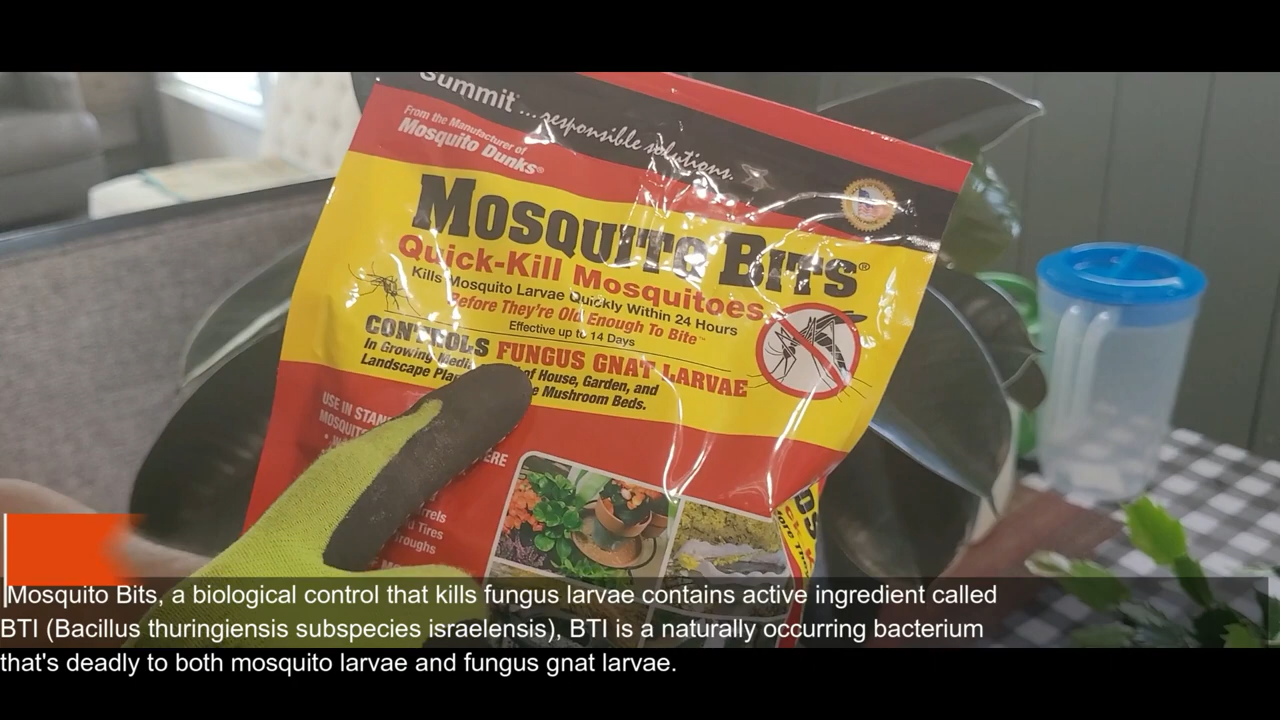 Summit ... responsible solutions.
From the Manufacturer of
Mosquito Dunks®
MOSQUITO BITS®
Quick-Kill Mosquitoes
Kills Mosquito Larvae Quickly Within 24 Hours
Before They're Old Enough To Bite™
Effective up to 14 Days
CONTROLS FUNGUS GNAT LARVAE
In Growing of House, Garden, and
Landscape Mushroom Beds.
USE IN
Tires
Mosquito Bits, a biological control that kills fungus larvae contains active ingredient called
BTI (Bacillus thuringiensis subspecies israelensis), BTI is a naturally occurring bacterium
that's deadly to both mosquito larvae and fungus gnat larvae.